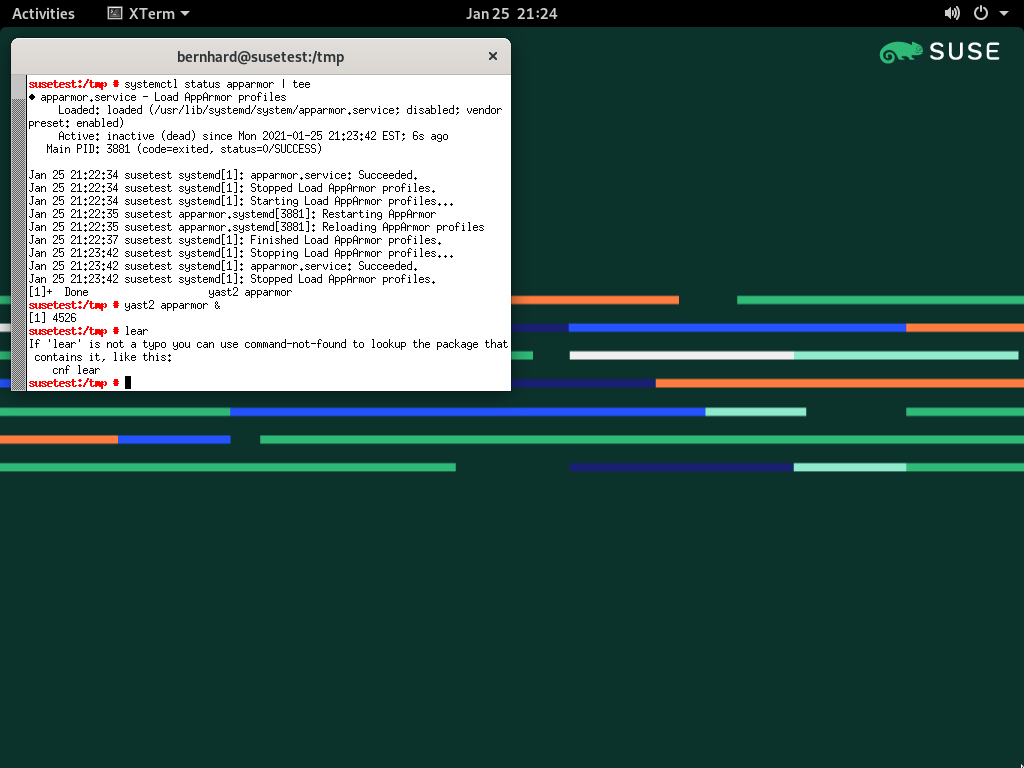 Activities XTerm Jan 25 21:24
SUSE
bernhard@susetest:/tmp ×
susetest:/tmp # systemctl status apparmor | tee
● apparmor.service - Load AppArmor profiles
     Loaded: loaded (/usr/lib/systemd/system/apparmor.service; disabled; vendor
preset: enabled)
     Active: inactive (dead) since Mon 2021-01-25 21:23:42 EST; 6s ago
   Main PID: 3881 (code=exited, status=0/SUCCESS)

Jan 25 21:22:34 susetest systemd[1]: apparmor.service: Succeeded.
Jan 25 21:22:34 susetest systemd[1]: Stopped Load AppArmor profiles.
Jan 25 21:22:34 susetest systemd[1]: Starting Load AppArmor profiles...
Jan 25 21:22:35 susetest apparmor.systemd[3881]: Restarting AppArmor
Jan 25 21:22:35 susetest apparmor.systemd[3881]: Reloading AppArmor profiles
Jan 25 21:22:37 susetest systemd[1]: Finished Load AppArmor profiles.
Jan 25 21:23:42 susetest systemd[1]: Stopping Load AppArmor profiles...
Jan 25 21:23:42 susetest systemd[1]: apparmor.service: Succeeded.
Jan 25 21:23:42 susetest systemd[1]: Stopped Load AppArmor profiles.
[1]+  Done                    yast2 apparmor
susetest:/tmp # yast2 apparmor &
[1] 4526
susetest:/tmp # lear
If 'lear' is not a typo you can use command-not-found to lookup the package that
 contains it, like this:
    cnf lear
susetest:/tmp #